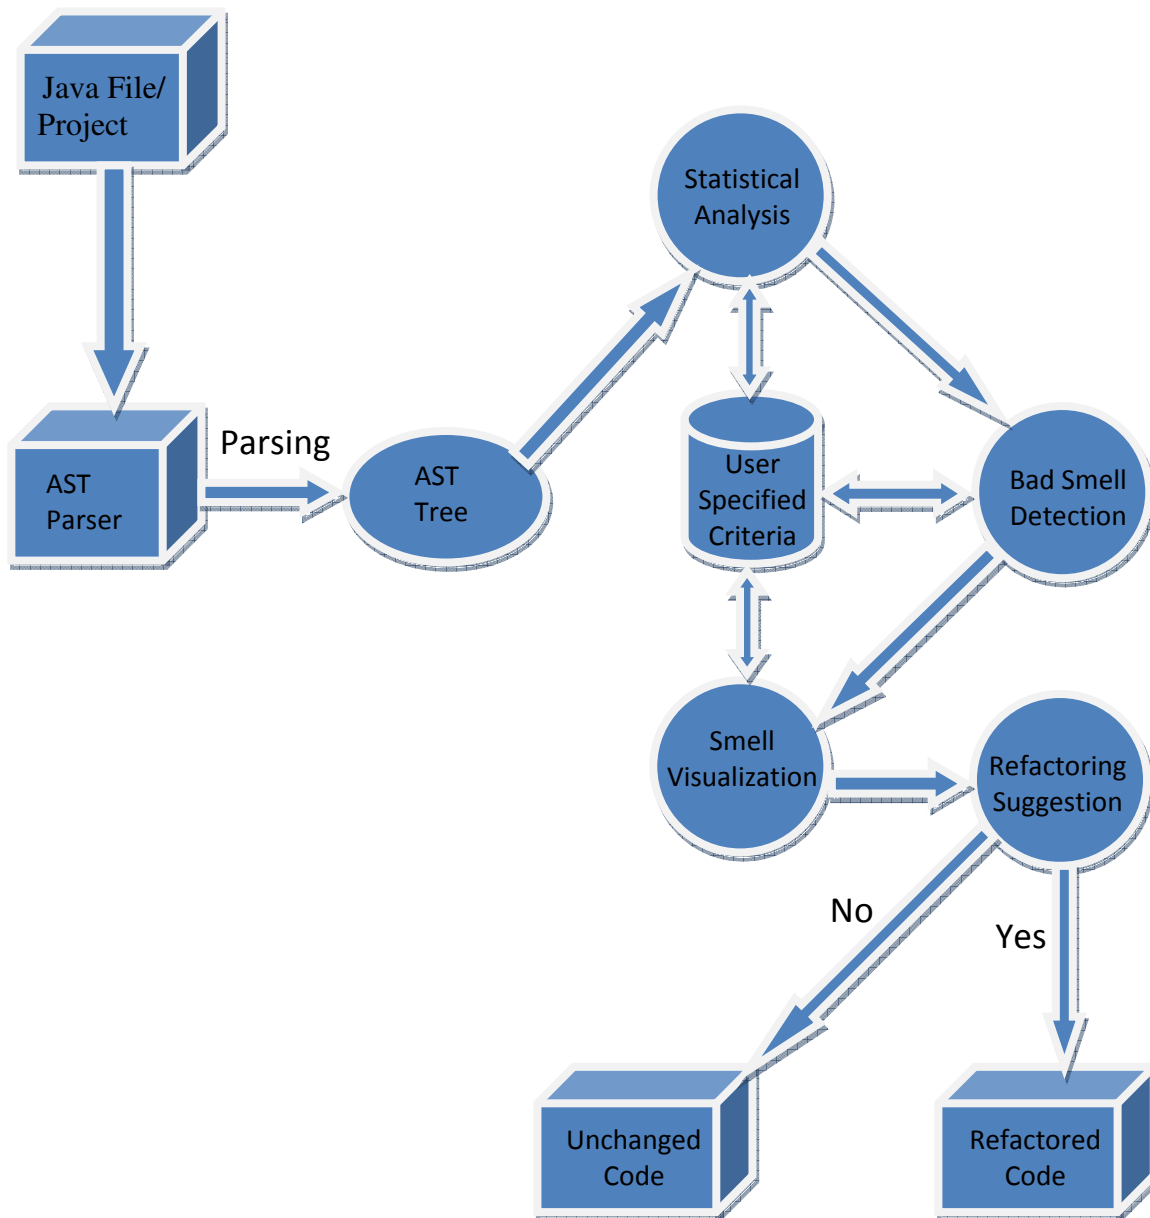 Java File/
Project
Statistical
Analysis
Parsing
AST
Parser
AST
Tree
User
Specified
Criteria
Bad Smell
Detection
Smell
Visualization
Refactoring
Suggestion
No
Yes
Unchanged
Code
Refactored
Code